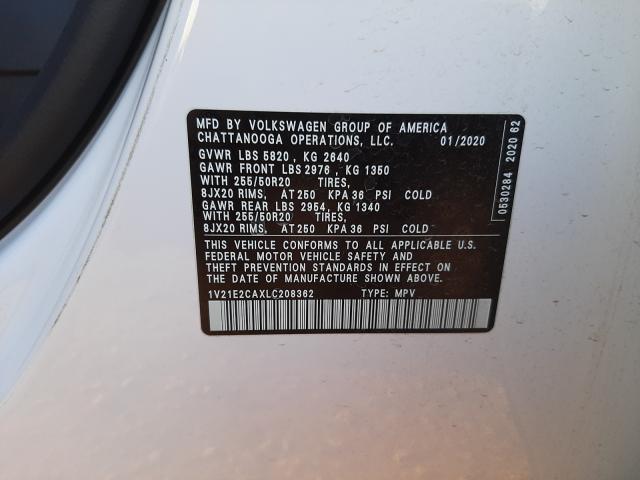 MFD BY VOLKSWAGEN GROUP OF AMERICA
CHATTANOOGA OPERATIONS, LLC. 01/2020
GVWR LBS 5820 , KG 2640
GAWR FRONT LBS 2976 , KG 1350
WITH 255/50R20 TIRES,
8JX20 RIMS, AT 250 KPA 36 PSI COLD
GAWR REAR LBS 2954, KG 1340
WITH 255/50R20 TIRES,
8JX20 RIMS, AT 250 KPA 36 PSI COLD
THIS VEHICLE CONFORMS TO ALL APPLICABLE U.S.
FEDERAL MOTOR VEHICLE SAFETY AND
THEFT PREVENTION STANDARDS IN EFFECT ON
THE DATE OF MANUFACTURE SHOWN ABOVE
1V21E2CAXLC208362 TYPE: MPV
0530284 2020 62